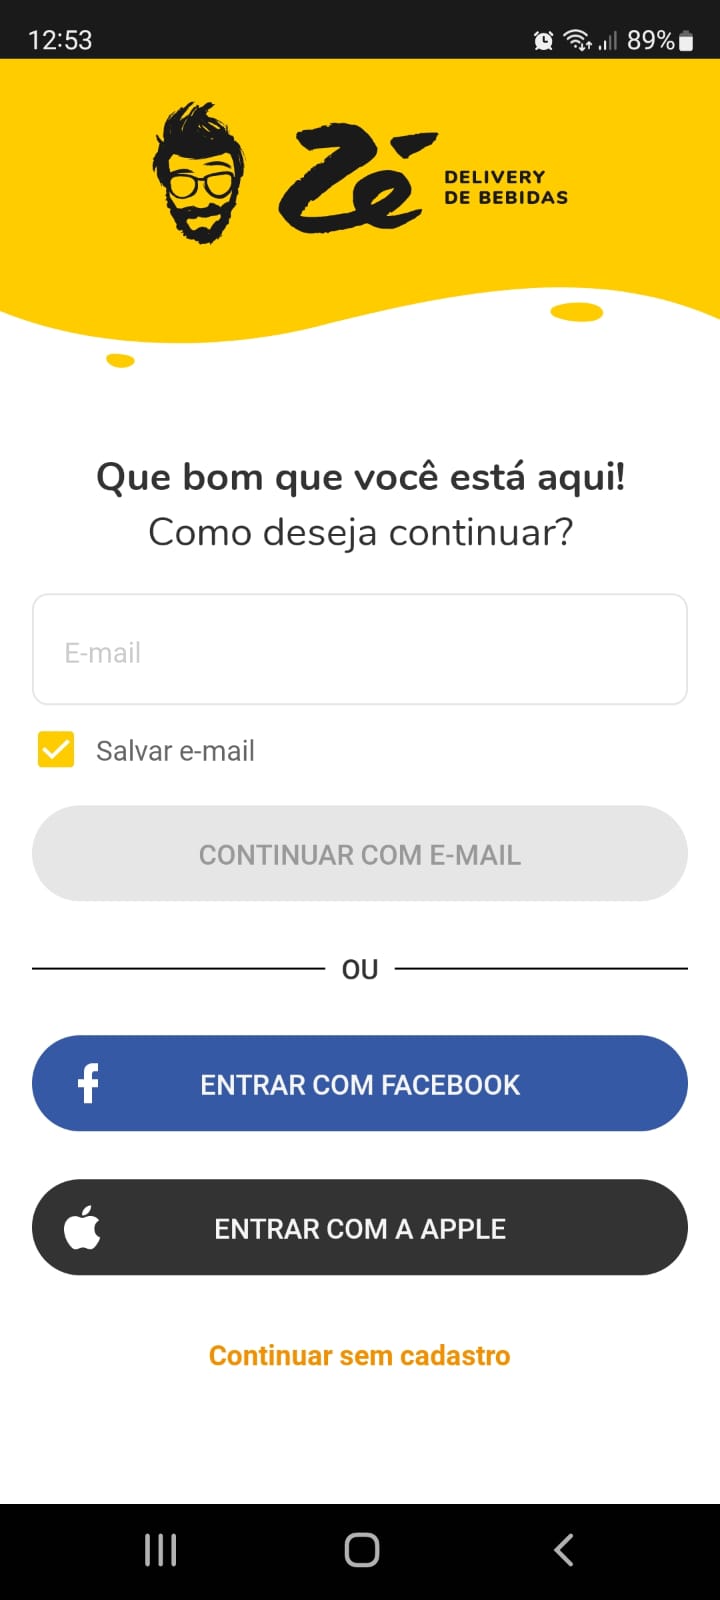 12:53
89%
Zé
DELIVERY
DE BEBIDAS
Que bom que você está aqui!
Como deseja continuar?
E-mail
Salvar e-mail
CONTINUAR COM E-MAIL
OU
ENTRAR COM FACEBOOK
ENTRAR COM A APPLE
Continuar sem cadastro